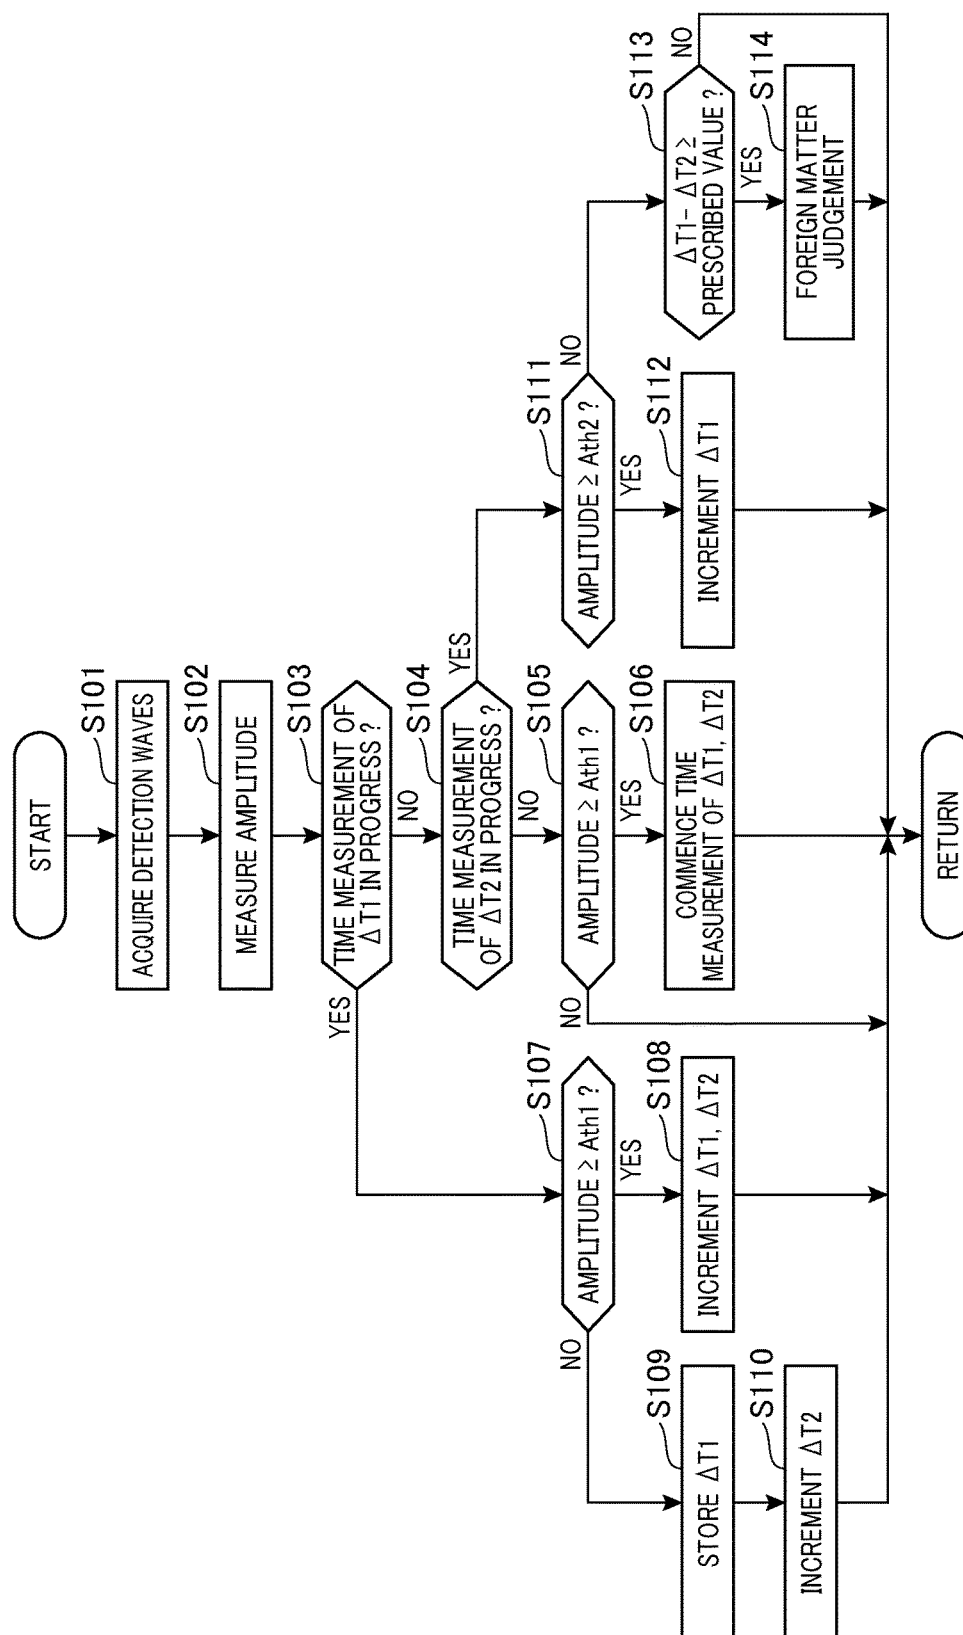 START
S101
ACQUIRE DETECTION WAVES
S102
MEASURE AMPLITUDE
S103
TIME MEASUREMENT OF
ΔT1 IN PROGRESS ?
YES
NO
S104
TIME MEASUREMENT
OF ΔT2 IN PROGRESS ?
YES
NO
S105
AMPLITUDE ≥ Ath1 ?
NO
YES
S106
COMMENCE TIME
MEASUREMENT OF ΔT1, ΔT2
S107
AMPLITUDE ≥ Ath1 ?
NO
YES
S108
INCREMENT ΔT1, ΔT2
S109
STORE ΔT1
S110
INCREMENT ΔT2
S111
AMPLITUDE ≥ Ath2 ?
NO
YES
S112
INCREMENT ΔT1
S113
ΔT1- ΔT2 ≥
PRESCRIBED VALUE ?
NO
YES
S114
FOREIGN MATTER
JUDGEMENT
RETURN